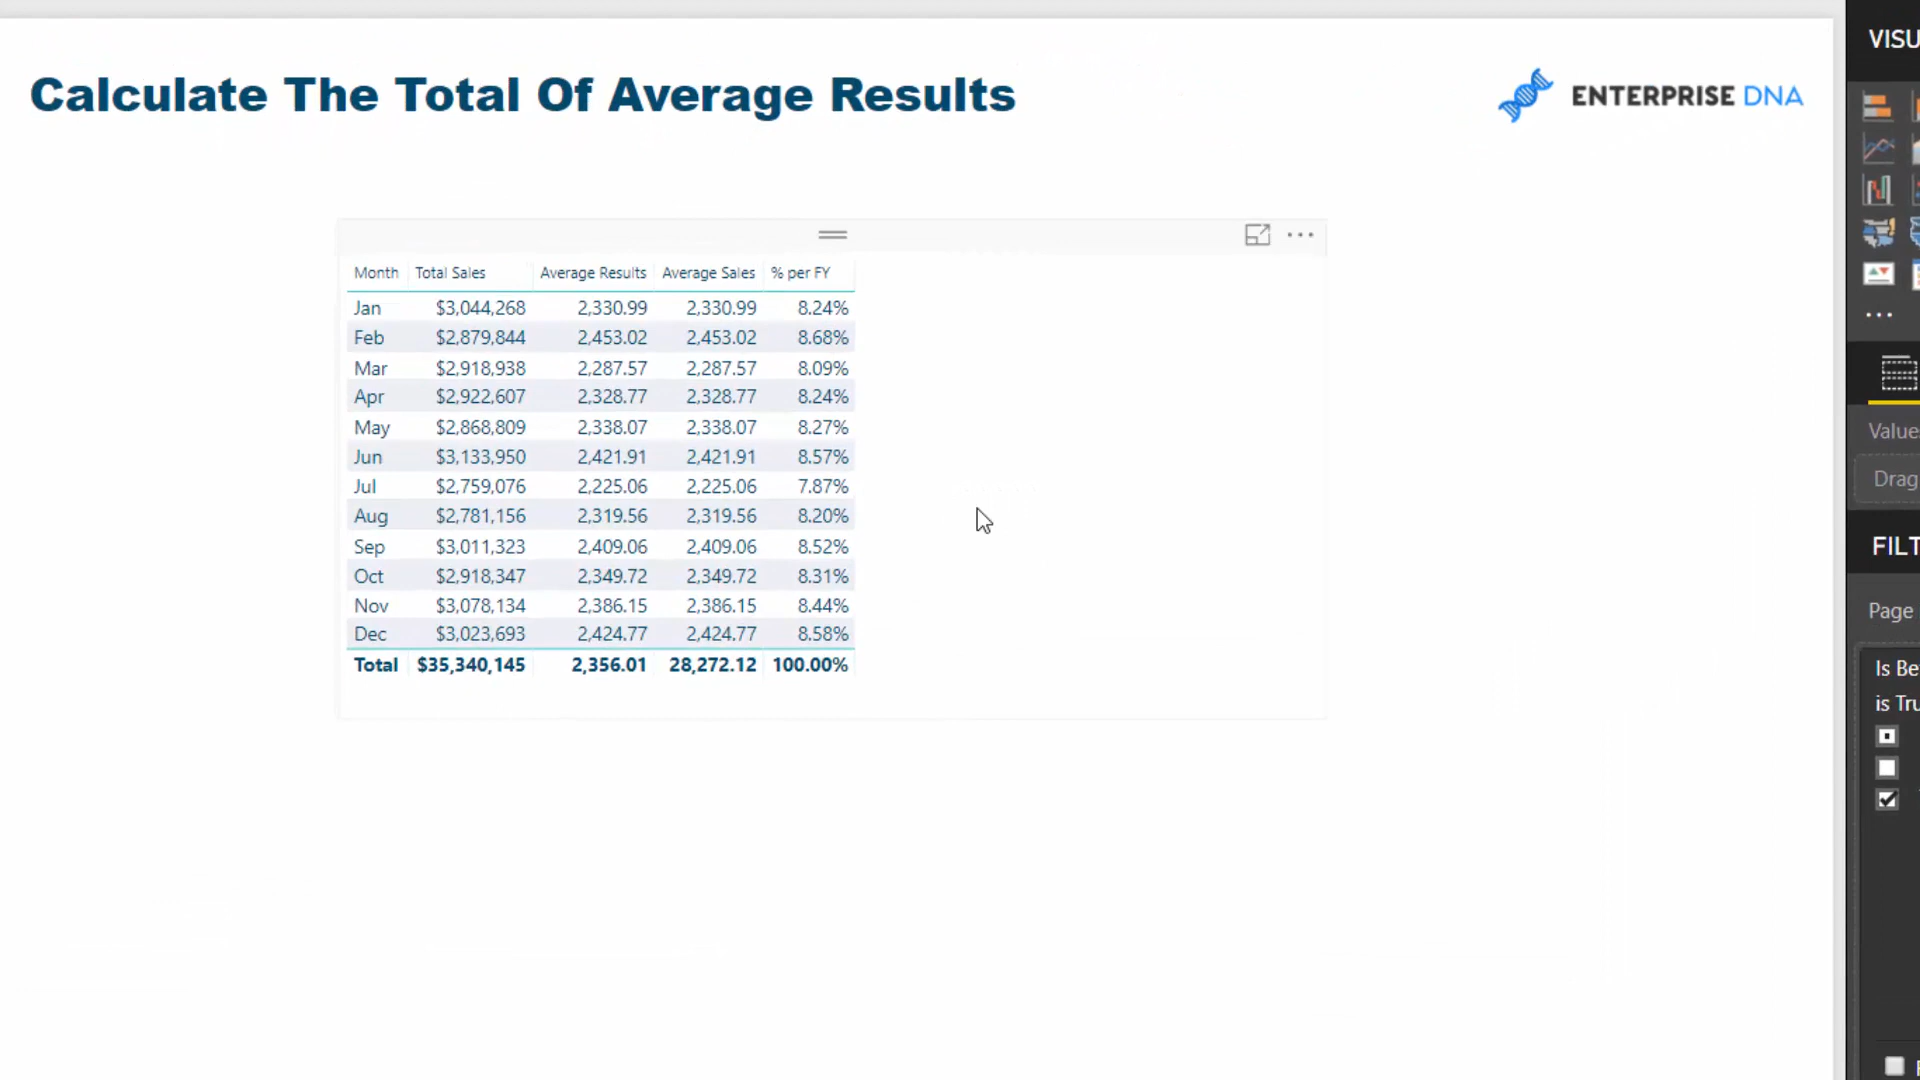 VISU
Calculate The Total Of Average Results
ENTERPRISE DNA
Month Total Sales Average Results Average Sales % per FY
Jan $3,044,268 2,330.99 2,330.99 8.24%
Feb $2,879,844 2,453.02 2,453.02 8.68%
Mar $2,918,938 2,287.57 2,287.57 8.09%
Apr $2,922,607 2,328.77 2,328.77 8.24%
May $2,868,809 2,338.07 2,338.07 8.27%
Jun $3,133,950 2,421.91 2,421.91 8.57%
Jul $2,759,076 2,225.06 2,225.06 7.87%
Aug $2,781,156 2,319.56 2,319.56 8.20%
Sep $3,011,323 2,409.06 2,409.06 8.52%
Oct $2,918,347 2,349.72 2,349.72 8.31%
Nov $3,078,134 2,386.15 2,386.15 8.44%
Dec $3,023,693 2,424.77 2,424.77 8.58%
Total $35,340,145 2,356.01 28,272.12 100.00%
Value
Drag
FILT
Page
Is Be
is Tru